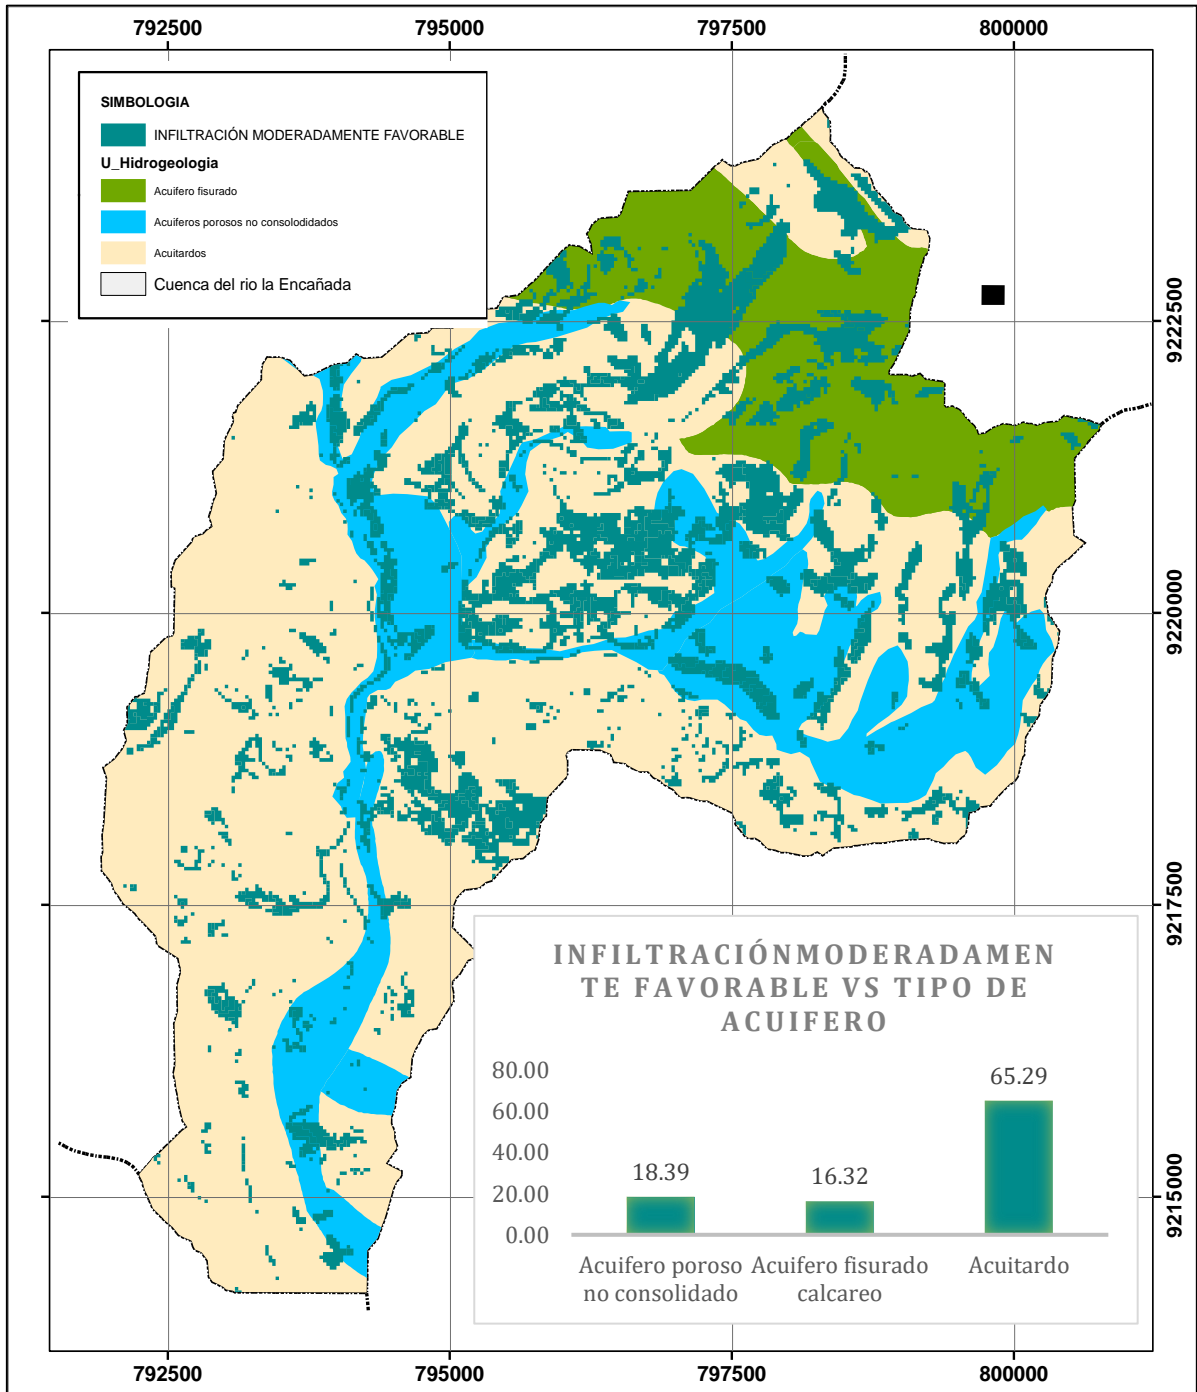 792500 795000 797500 800000
SIMBOLOGIA
INFILTRACIÓN MODERADAMENTE FAVORABLE
U_Hidrogeologia
Acuifero fisurado
Acuiferos porosos no consolodidados
Acuitardos
Cuenca del rio la Encañada
9222500
9220000
9217500
9215000
INFILTRACIÓNMODERADAMEN
TE FAVORABLE VS TIPO DE
ACUIFERO
80.00
60.00
40.00
20.00
0.00
18.39
16.32
65.29
Acuifero poroso
no consolidado
Acuifero fisurado
calcareo
Acuitardo
792500 795000 797500 800000